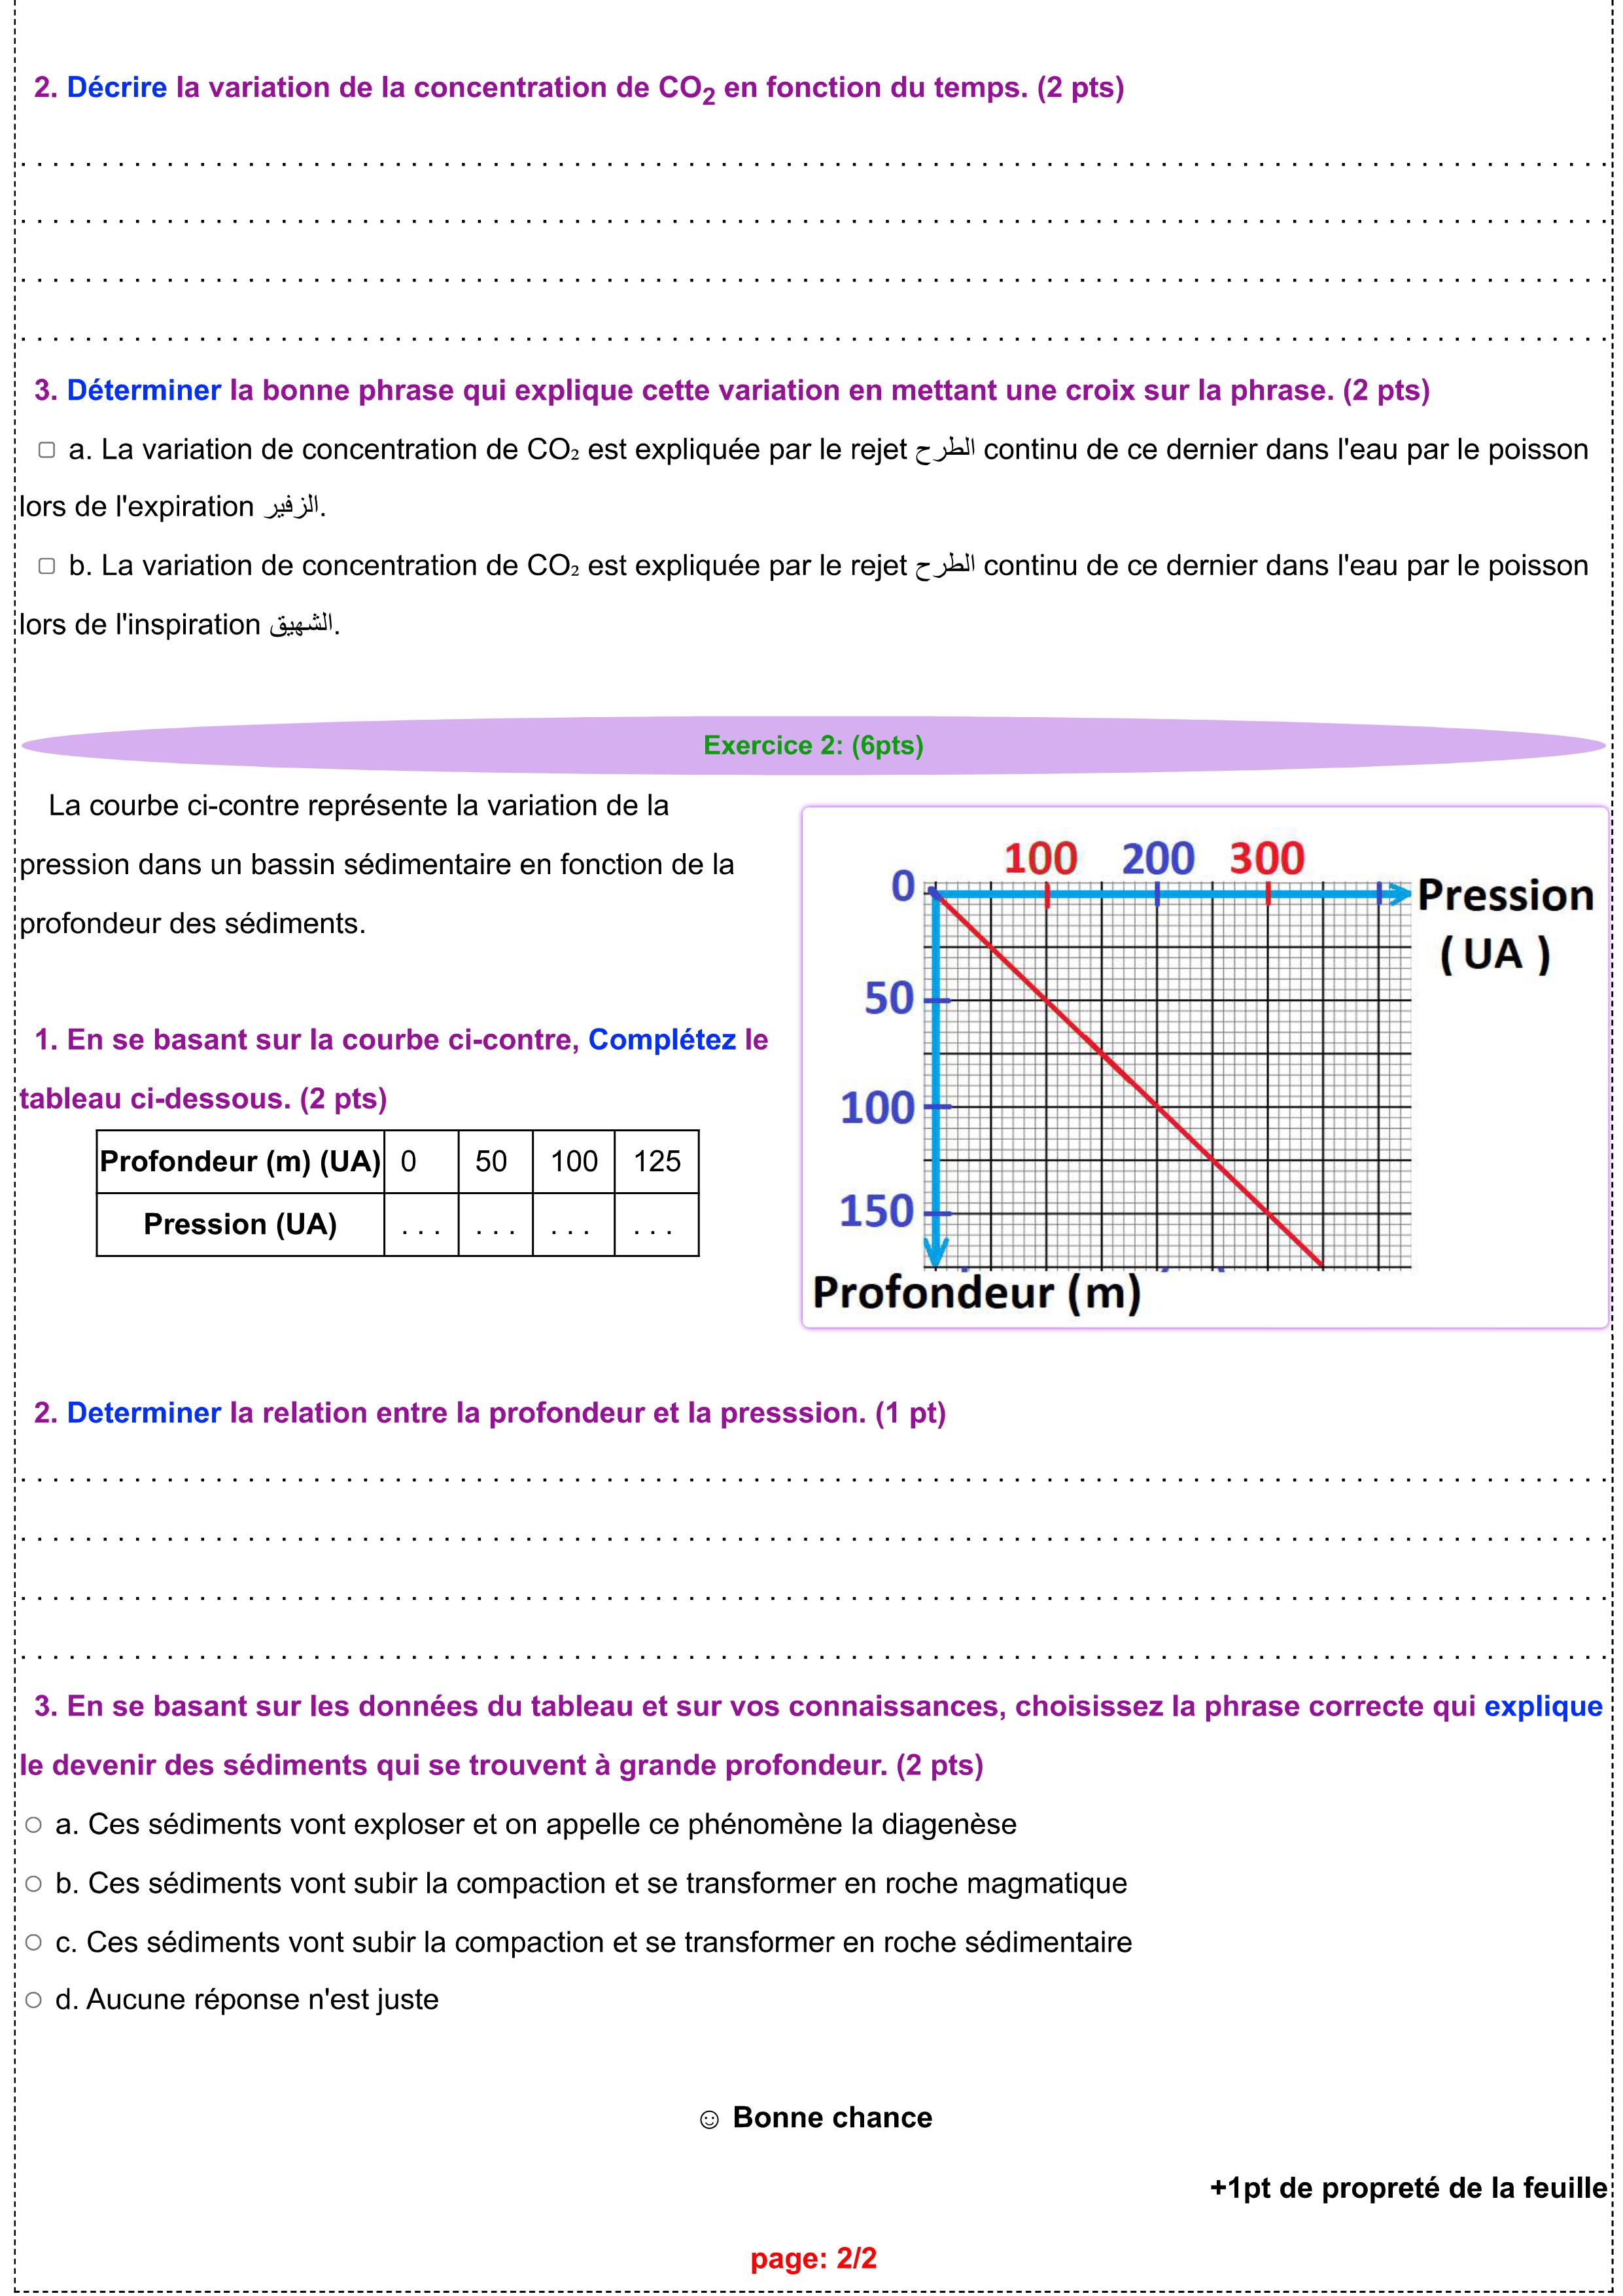 2. Décrire la variation de la concentration de CO2 en fonction du temps. (2 pts)
3. Déterminer la bonne phrase qui explique cette variation en mettant une croix sur la phrase. (2 pts)
a. La variation de concentration de CO₂ est expliquée par le rejet الطرح continu de ce dernier dans l'eau par le poisson
lors de l'expiration الزفير.
b. La variation de concentration de CO₂ est expliquée par le rejet الطرح continu de ce dernier dans l'eau par le poisson
lors de l'inspiration الشهيق.
Exercice 2: (6pts)
La courbe ci-contre représente la variation de la
pression dans un bassin sédimentaire en fonction de la
profondeur des sédiments.
1. En se basant sur la courbe ci-contre, Complétez le
tableau ci-dessous. (2 pts)
Profondeur (m) (UA) 0 50 100 125
Pression (UA) . . . . . . . . . . . .
100 200 300
0
Pression
( UA )
50
100
150
Profondeur (m)
2. Determiner la relation entre la profondeur et la presssion. (1 pt)
3. En se basant sur les données du tableau et sur vos connaissances, choisissez la phrase correcte qui explique
le devenir des sédiments qui se trouvent à grande profondeur. (2 pts)
a. Ces sédiments vont exploser et on appelle ce phénomène la diagenèse
b. Ces sédiments vont subir la compaction et se transformer en roche magmatique
c. Ces sédiments vont subir la compaction et se transformer en roche sédimentaire
d. Aucune réponse n'est juste
☺ Bonne chance
+1pt de propreté de la feuille
page: 2/2